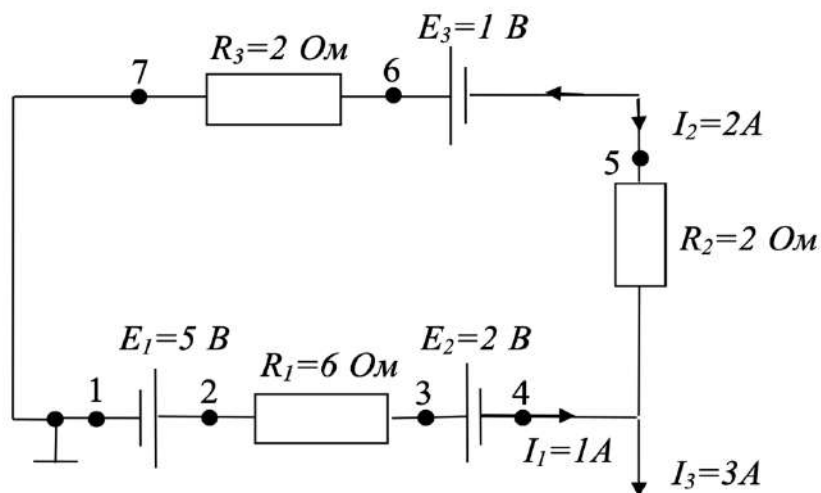 E₃=1 В
R₃=2 Ом
7
6
I₂=2A
5
R₂=2 Ом
E₁=5 В
E₂=2 В
R₁=6 Ом
1
2
3
4
I₁=1A
I₃=3A